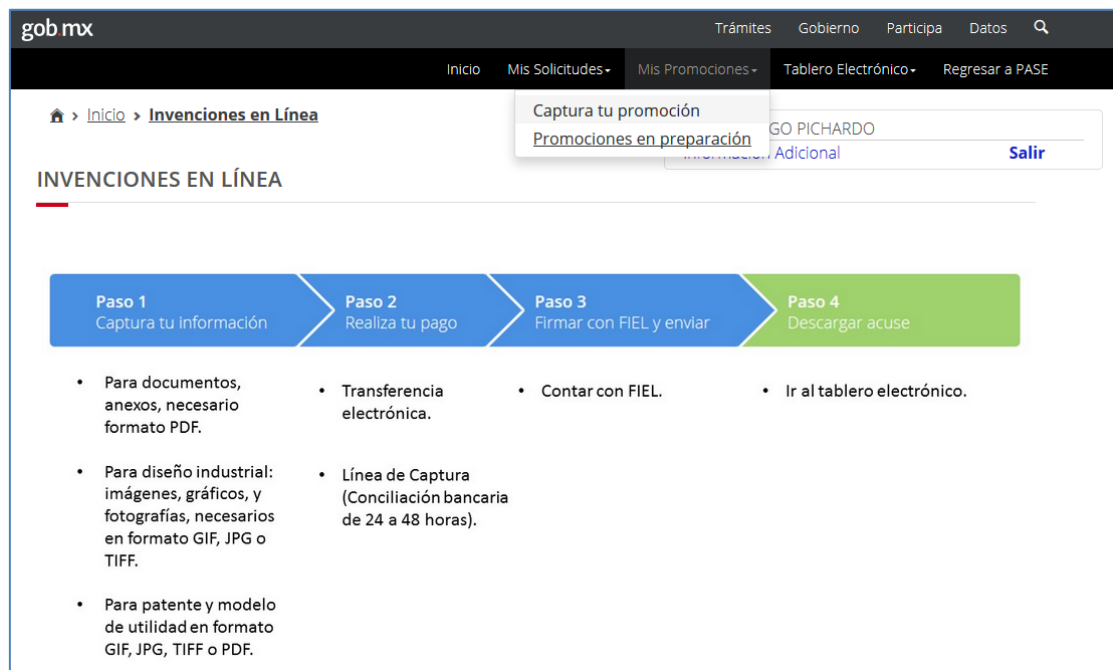 gob.mx
Trámites Gobierno Participa Datos
Inicio Mis Solicitudes Mis Promociones Tablero Electrónico Regresar a PASE
Inicio > Invenciones en Línea
Captura tu promoción
Promociones en preparación
GO PICHARDO
Adicional
Salir
INVENCIONES EN LÍNEA
Paso 1
Captura tu información
Paso 2
Realiza tu pago
Paso 3
Firmar con FIEL y enviar
Paso 4
Descargar acuse
• Para documentos,
anexos, necesario
formato PDF.
• Para diseño industrial:
imágenes, gráficos, y
fotografías, necesarios
en formato GIF, JPG o
TIFF.
• Para patente y modelo
de utilidad en formato
GIF, JPG, TIFF o PDF.
• Transferencia
electrónica.
• Línea de Captura
(Conciliación bancaria
de 24 a 48 horas).
• Contar con FIEL.
• Ir al tablero electrónico.